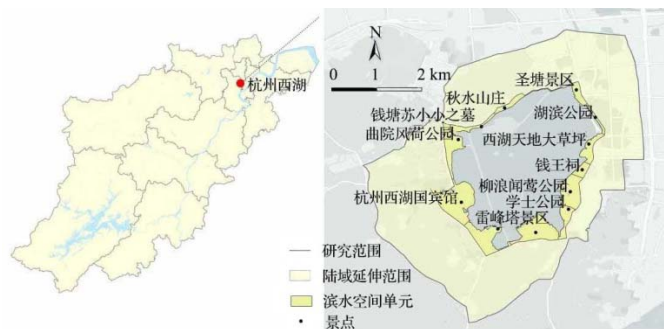 杭州西湖
N
0 1 2 km
圣塘景区
秋水山庄
湖滨公园
钱塘苏小小之墓
曲院风荷公园
西湖天地大草坪
钱王祠
柳浪闻莺公园
杭州西湖国宾馆
学士公园
雷峰塔景区
研究范围
陆域延伸范围
滨水空间单元
景点